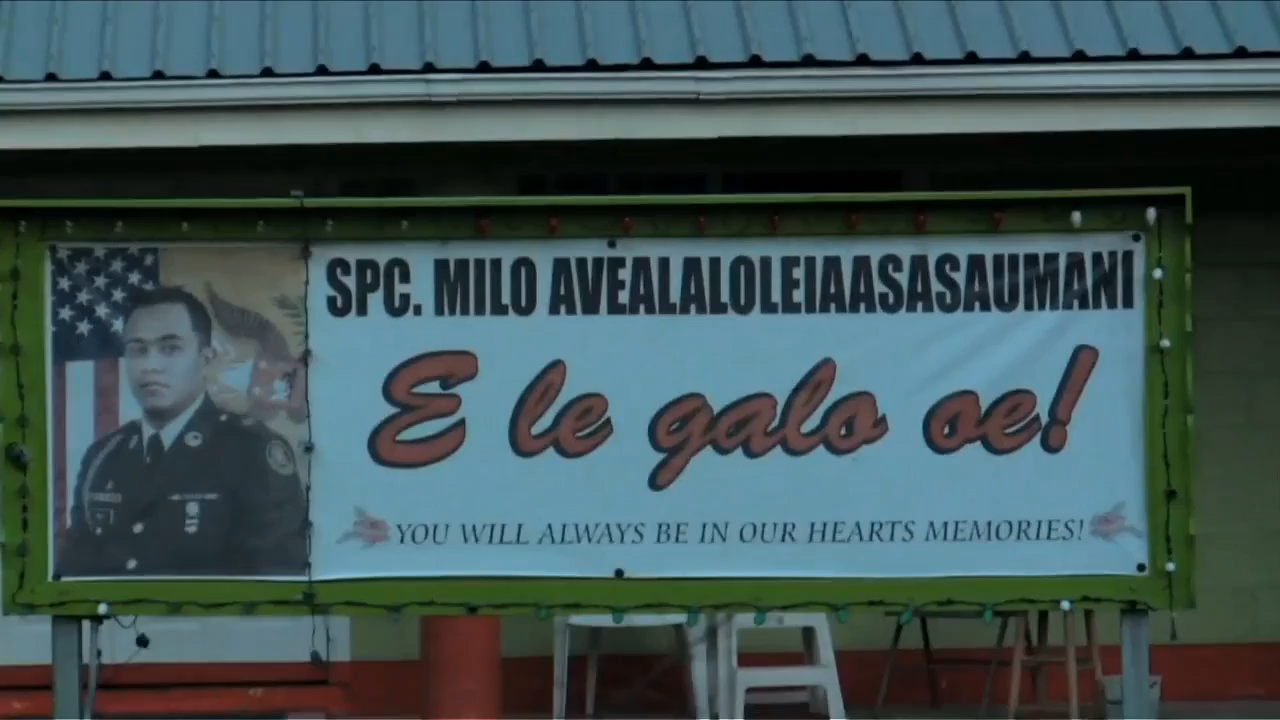 SPC. MILO AVEALALOLEIAASASAUMANI
E le galo oe!
YOU WILL ALWAYS BE IN OUR HEARTS MEMORIES!